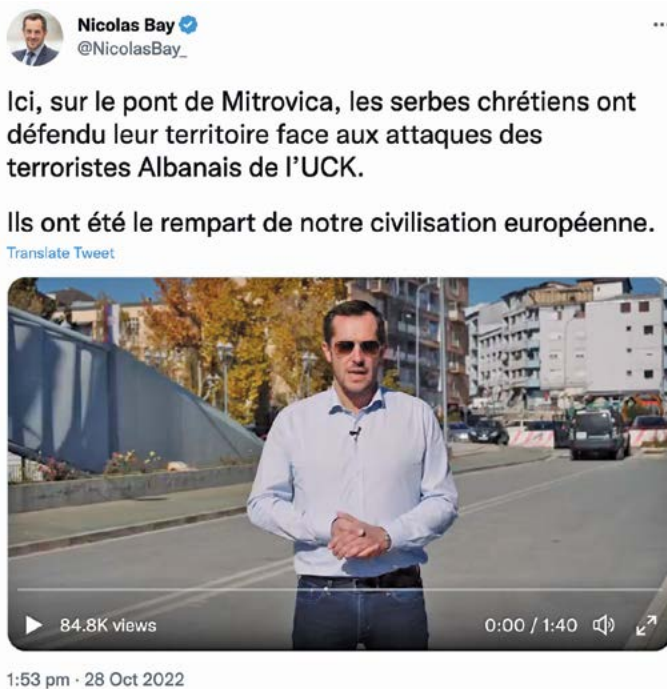 Nicolas Bay
@NicolasBay_
Ici, sur le pont de Mitrovica, les serbes chrétiens ont
défendu leur territoire face aux attaques des
terroristes Albanais de l’UCK.
Ils ont été le rempart de notre civilisation européenne.
Translate Tweet
84.8K views
0:00 / 1:40
1:53 pm · 28 Oct 2022